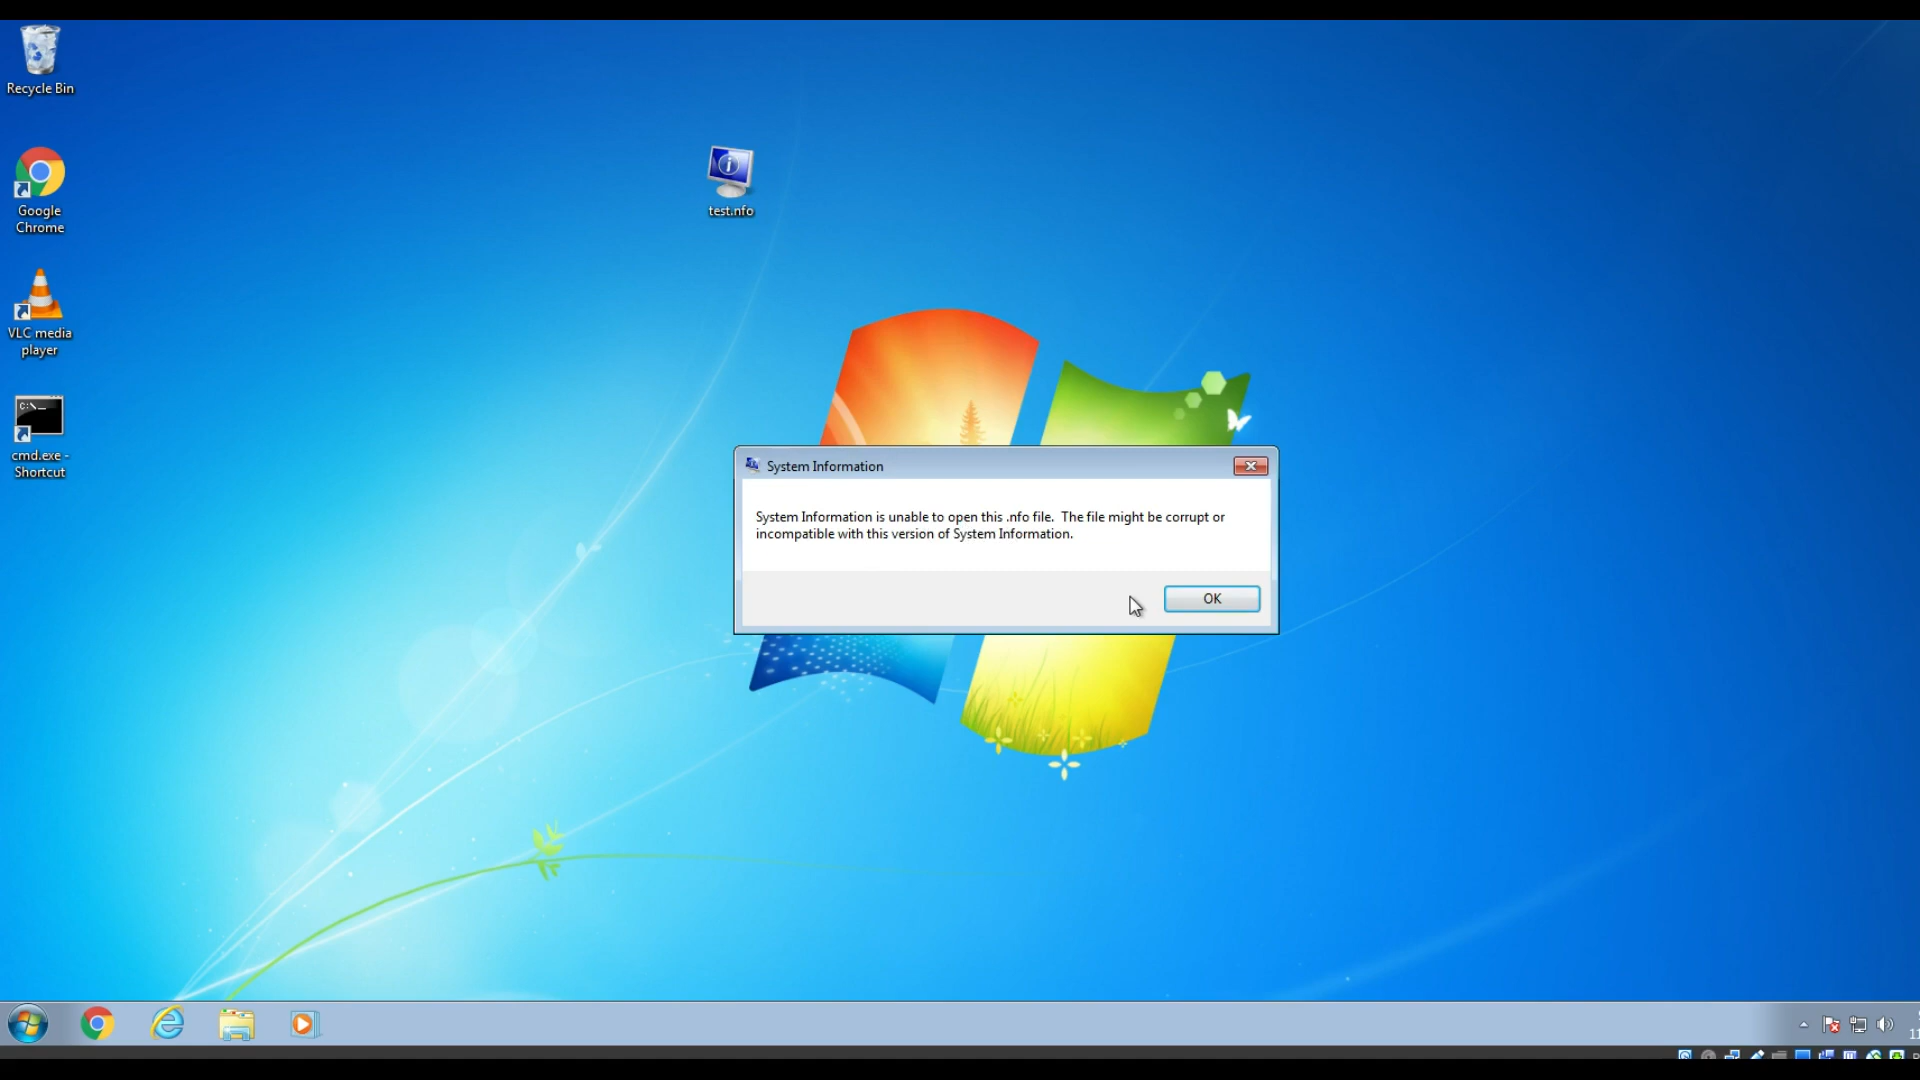 Recycle Bin
Google
Chrome
VLC media
player
C:\_
cmd.exe -
Shortcut
test.nfo
System Information
System Information is unable to open this .nfo file.  The file might be corrupt or
incompatible with this version of System Information.
OK